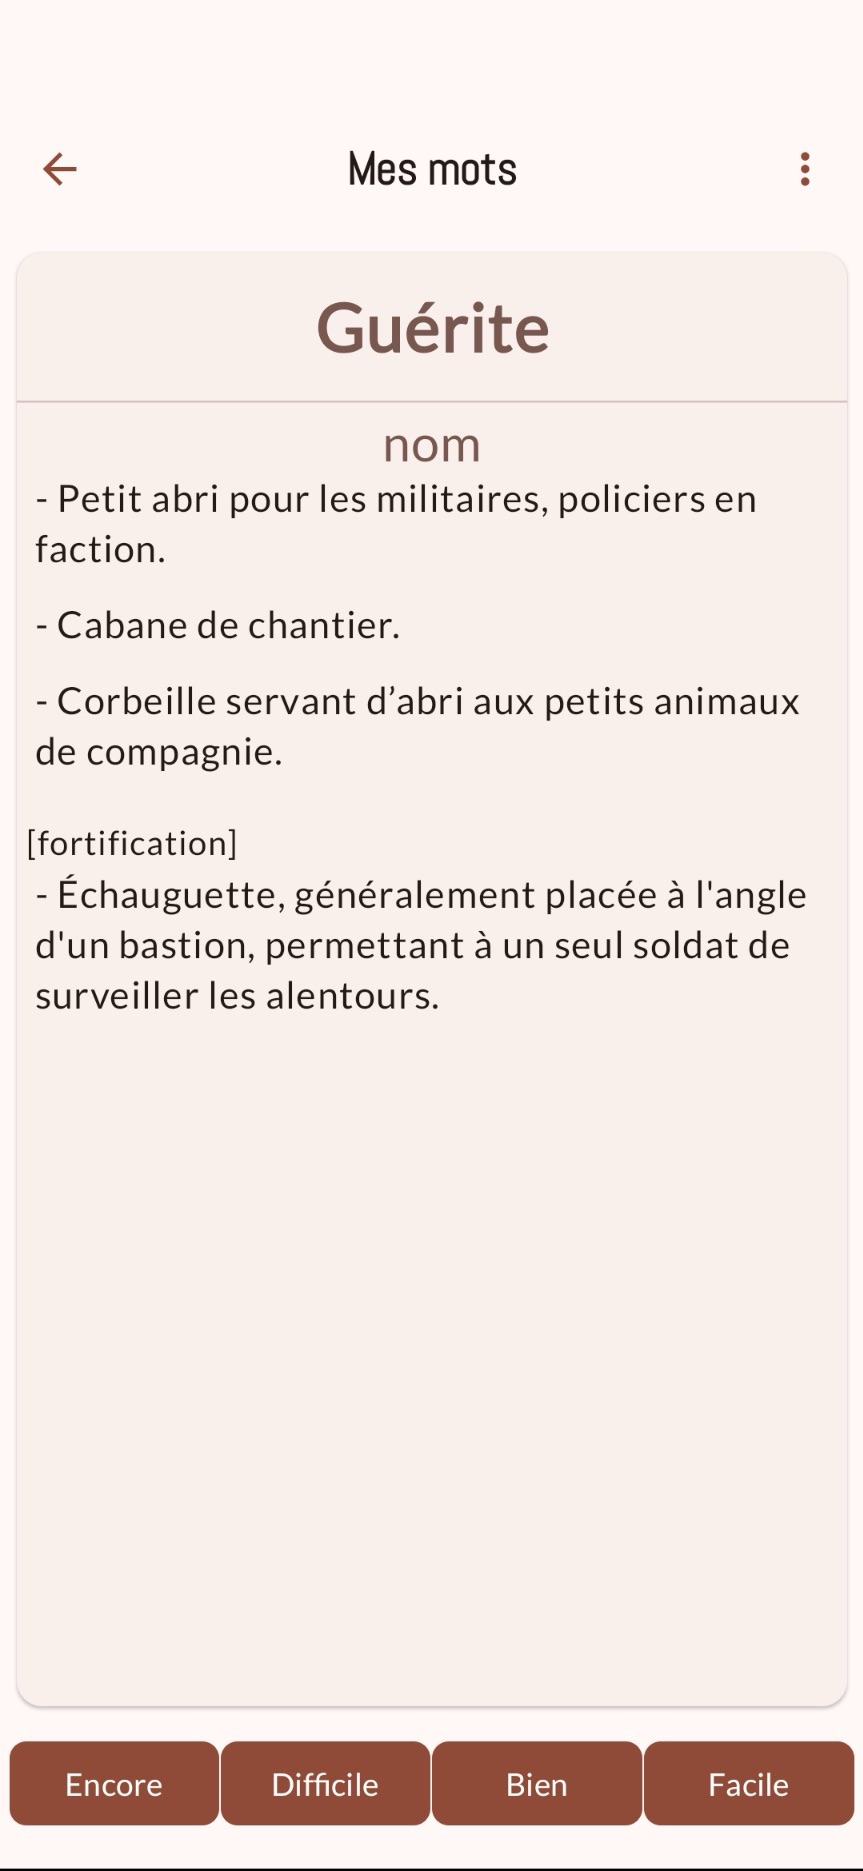 Mes mots
Guérite
nom
- Petit abri pour les militaires, policiers en
faction.
- Cabane de chantier.
- Corbeille servant d’abri aux petits animaux
de compagnie.
[fortification]
- Échauguette, généralement placée à l'angle
d'un bastion, permettant à un seul soldat de
surveiller les alentours.
Encore
Difficile
Bien
Facile